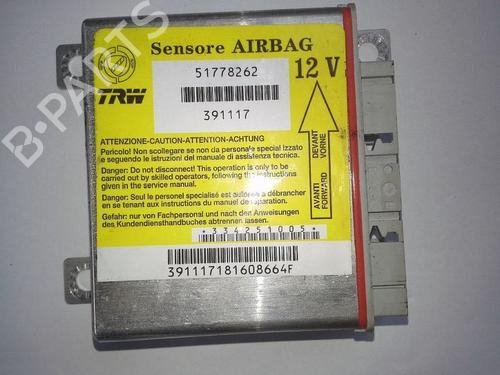 Sensore AIRBAG
51778262
12 V
TRW
391117
ATTENZIONE-CAUTION-ATTENTION-ACHTUNG
Pericolo! Non scollegare se non da personale specializzato
e seguendo le istruzioni del manuale di assistenza tecnica.
Danger: Do not disconnect! This operation is only to be
carried out by skilled operators, following the instructions
given in the service manual.
Danger: Seul le personel specialisé est autorisé a débrancher
en se tenant aux instructions du manuel de réparation.
Gefahr: nur von Fachpersonal und nach den Anweisungen
des Kundendiensthandbuches abtrennen lassen.
AVANTI DEVANT
FORWARD VORNE
*334251005*
391117181608664F
A
A
B-PARTS